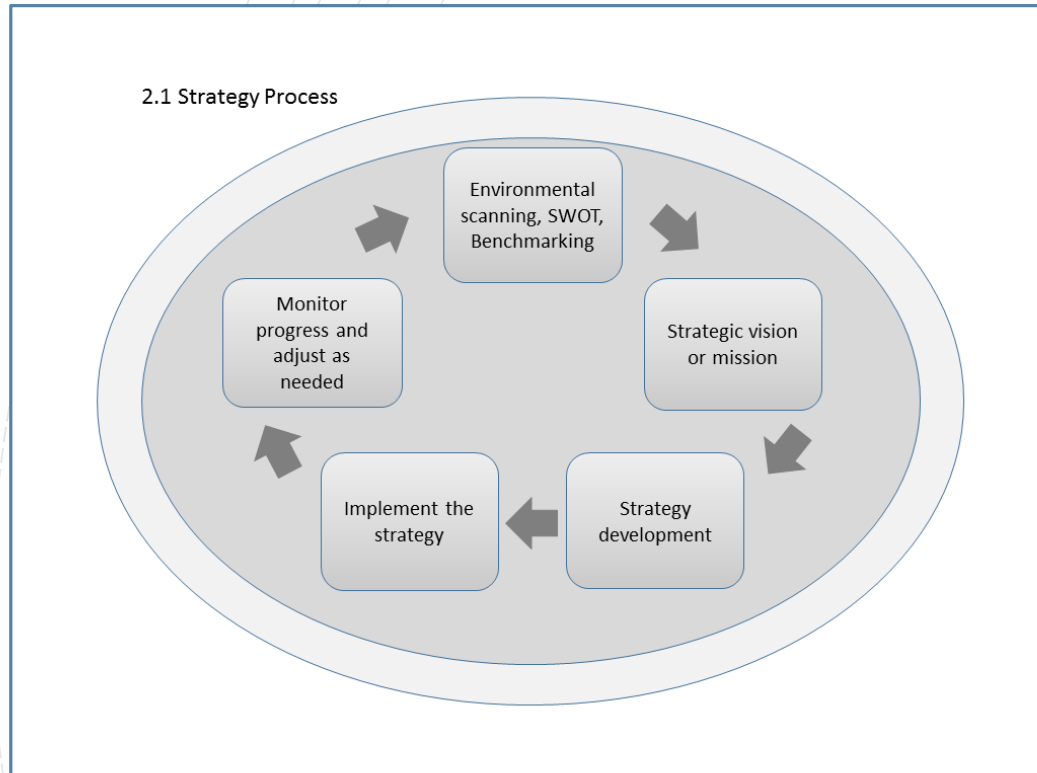 2.1 Strategy Process
Environmental
scanning, SWOT,
Benchmarking
Strategic vision
or mission
Strategy
development
Implement the
strategy
Monitor
progress and
adjust as
needed